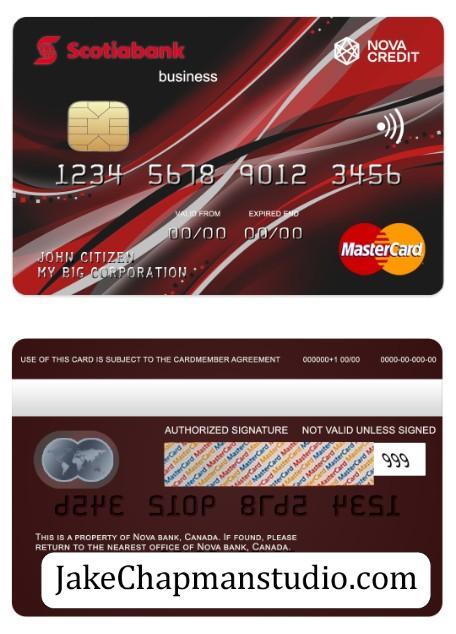 Scotiabank
NOVA
CREDIT
business
1234 5678 9012 3456
VALID FROM EXPIRED END
00/00 00/00
JOHN CITIZEN
MY BIG CORPORATION
MasterCard
USE OF THIS CARD IS SUBJECT TO THE CARDMEMBER AGREEMENT 000000+1 00/00 0000-00-000-00
AUTHORIZED SIGNATURE NOT VALID UNLESS SIGNED
MasterCard MasterCard MasterCard
999
THIS IS A PROPERTY OF NOVA BANK, CANADA. IF FOUND, PLEASE
RETURN TO THE NEAREST OFFICE OF NOVA BANK, CANADA.
JakeChapmanstudio.com